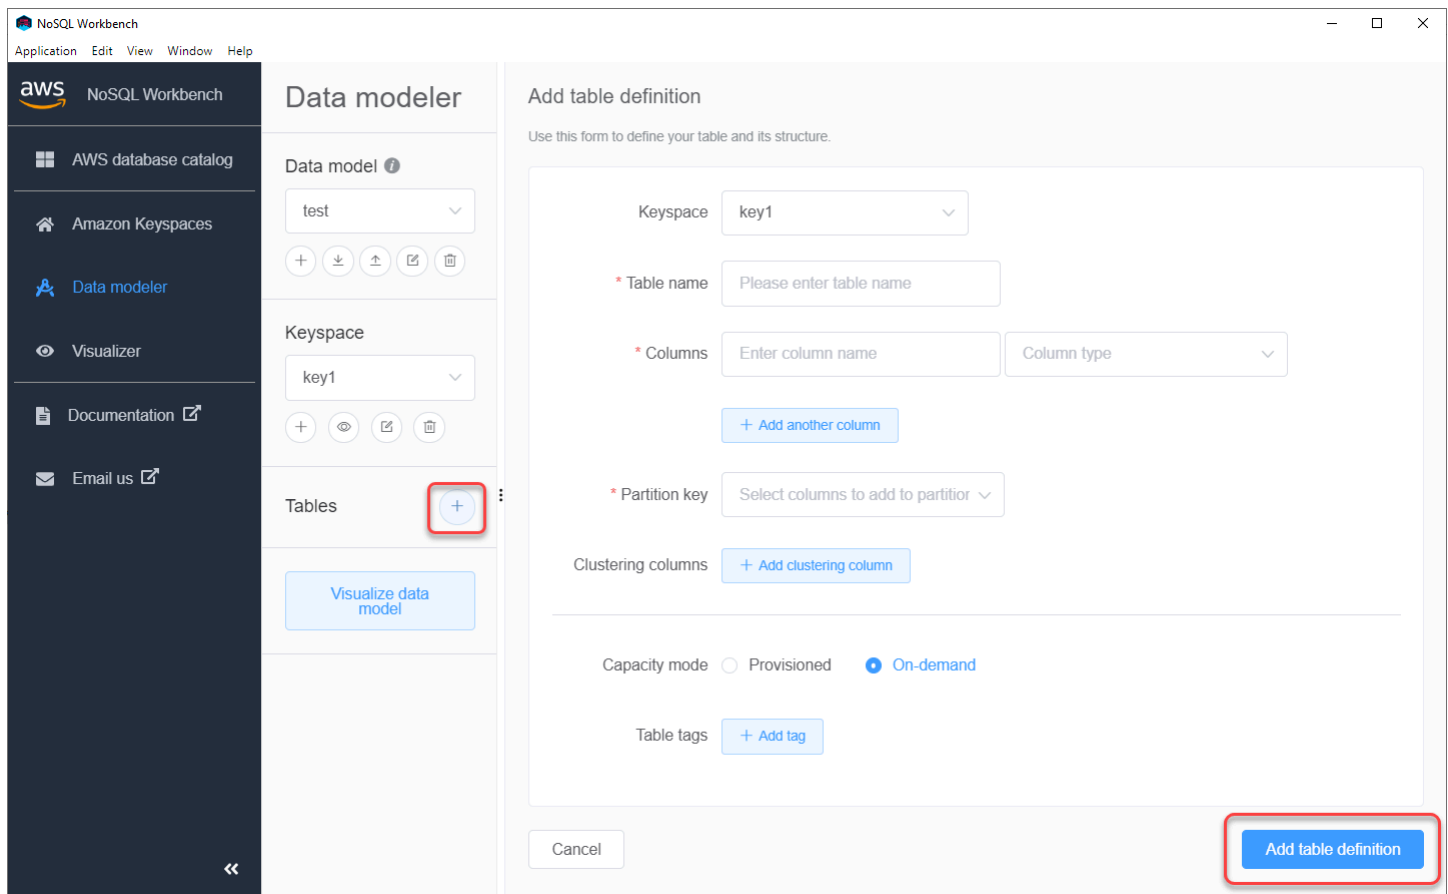 NoSQL Workbench
Application Edit View Window Help
aws NoSQL Workbench
AWS database catalog
Amazon Keyspaces
Data modeler
Visualizer
Documentation
Email us
Data modeler
Data model
test
Keyspace
key1
Tables
Visualize data
model
Add table definition
Use this form to define your table and its structure.
Keyspace key1
* Table name Please enter table name
* Columns Enter column name Column type
+ Add another column
* Partition key Select columns to add to partition
Clustering columns + Add clustering column
Capacity mode Provisioned On-demand
Table tags + Add tag
Cancel Add table definition